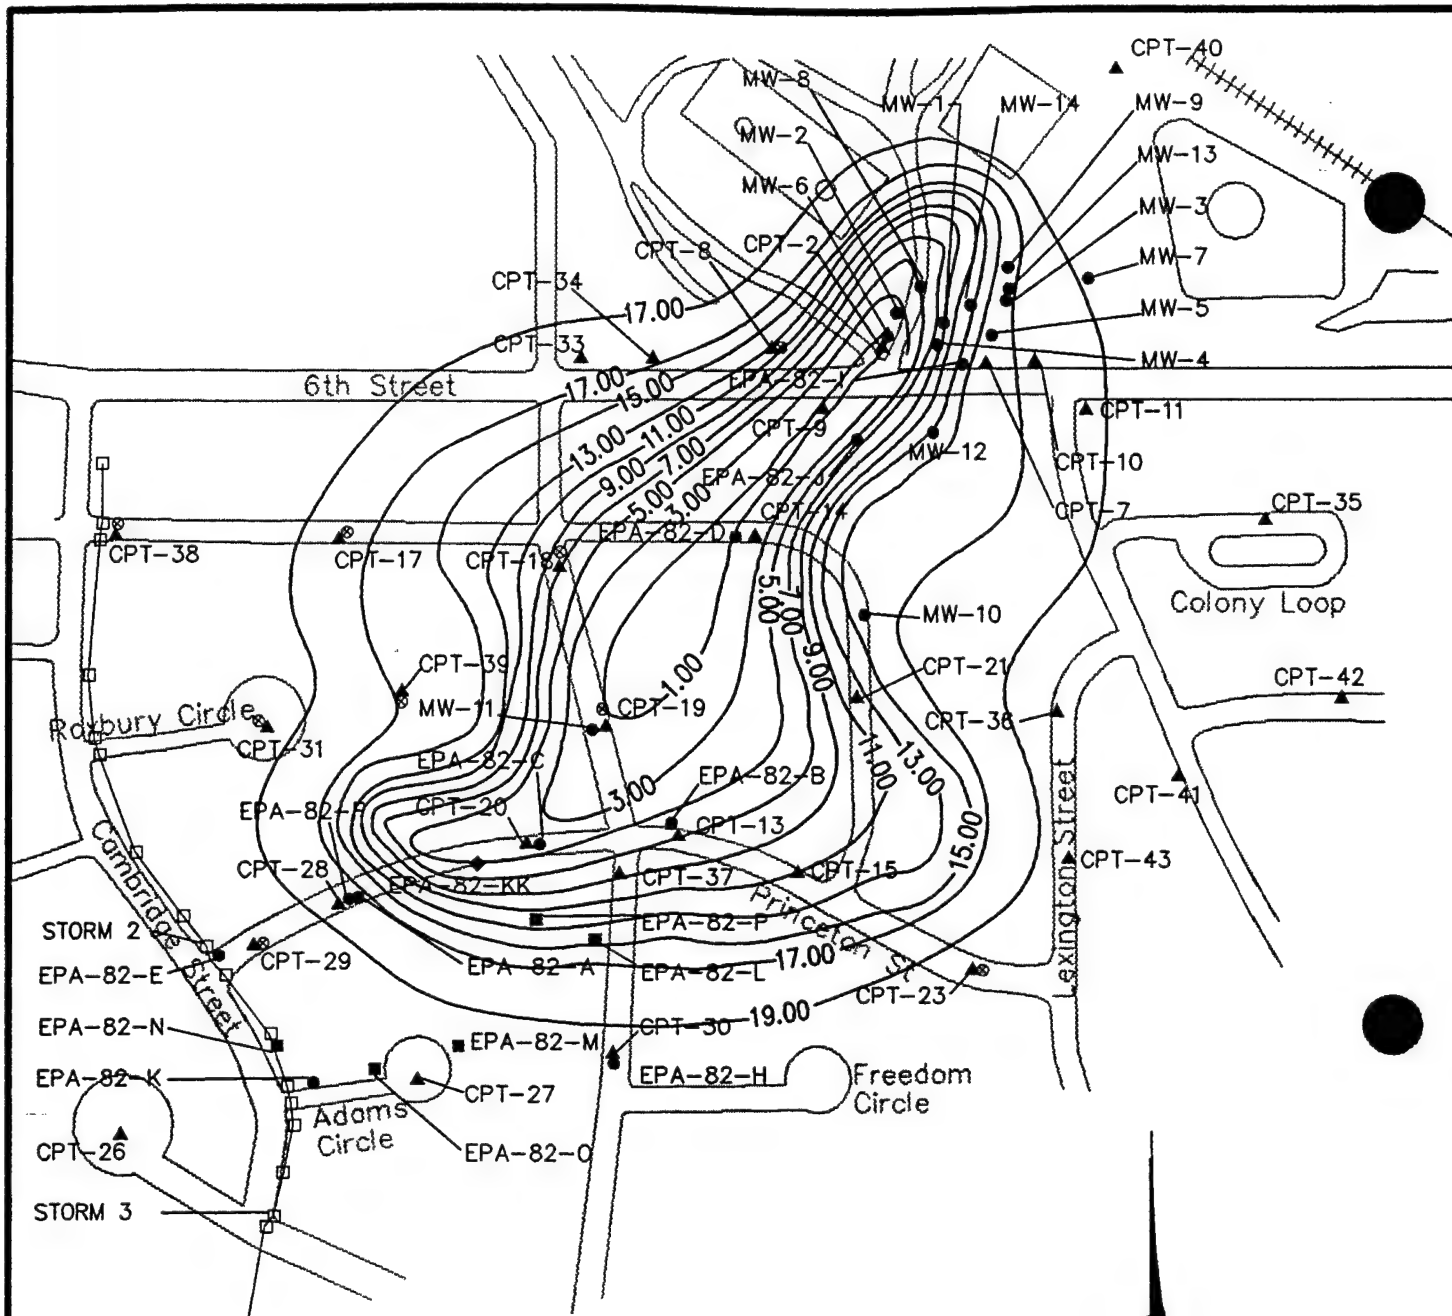 CPT-40
MW-8
MW-1
MW-14
MW-9
MW-2
MW-13
MW-6
MW-3
CPT-8
CPT-2
MW-7
CPT-34
17.00
MW-5
CPT-33
MW-4
6th Street
17.00
15.00
EPA-82-I
CPT-11
13.00
11.00
CPT-9
MW-12
CPT-10
9.00
7.00
EPA-82-J
5.00
3.00
CPT-14
CPT-7
CPT-35
CPT-38
CPT-17
CPT-18
EPA-82-D
5.00
7.00
Colony Loop
MW-10
9.00
CPT-39
1.00
CPT-21
CPT-42
Roxbury Circle
MW-11
CPT-19
CPT-36
CPT-31
11.00
13.00
EPA-82-C
EPA-82-B
3.00
CPT-41
CPT-20
CPT-13
15.00
Cambridge Street
CPT-28
EPA-82-KK
CPT-37
CPT-15
CPT-43
Lexington Street
Princeton St
STORM 2
EPA-82-P
CPT-29
17.00
EPA-82-E
EPA-82-A
EPA-82-L
CPT-23
19.00
EPA-82-N
CPT-30
EPA-82-M
EPA-82-K
EPA-82-H
Freedom
Circle
CPT-27
Adams
Circle
CPT-26
EPA-82-O
STORM 3